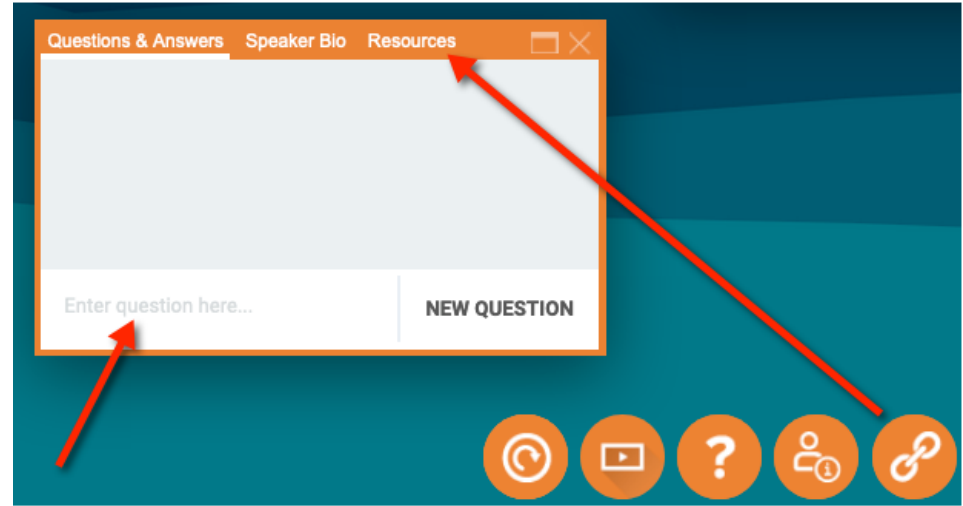 Questions & Answers Speaker Bio Resources
Enter question here...
NEW QUESTION
?